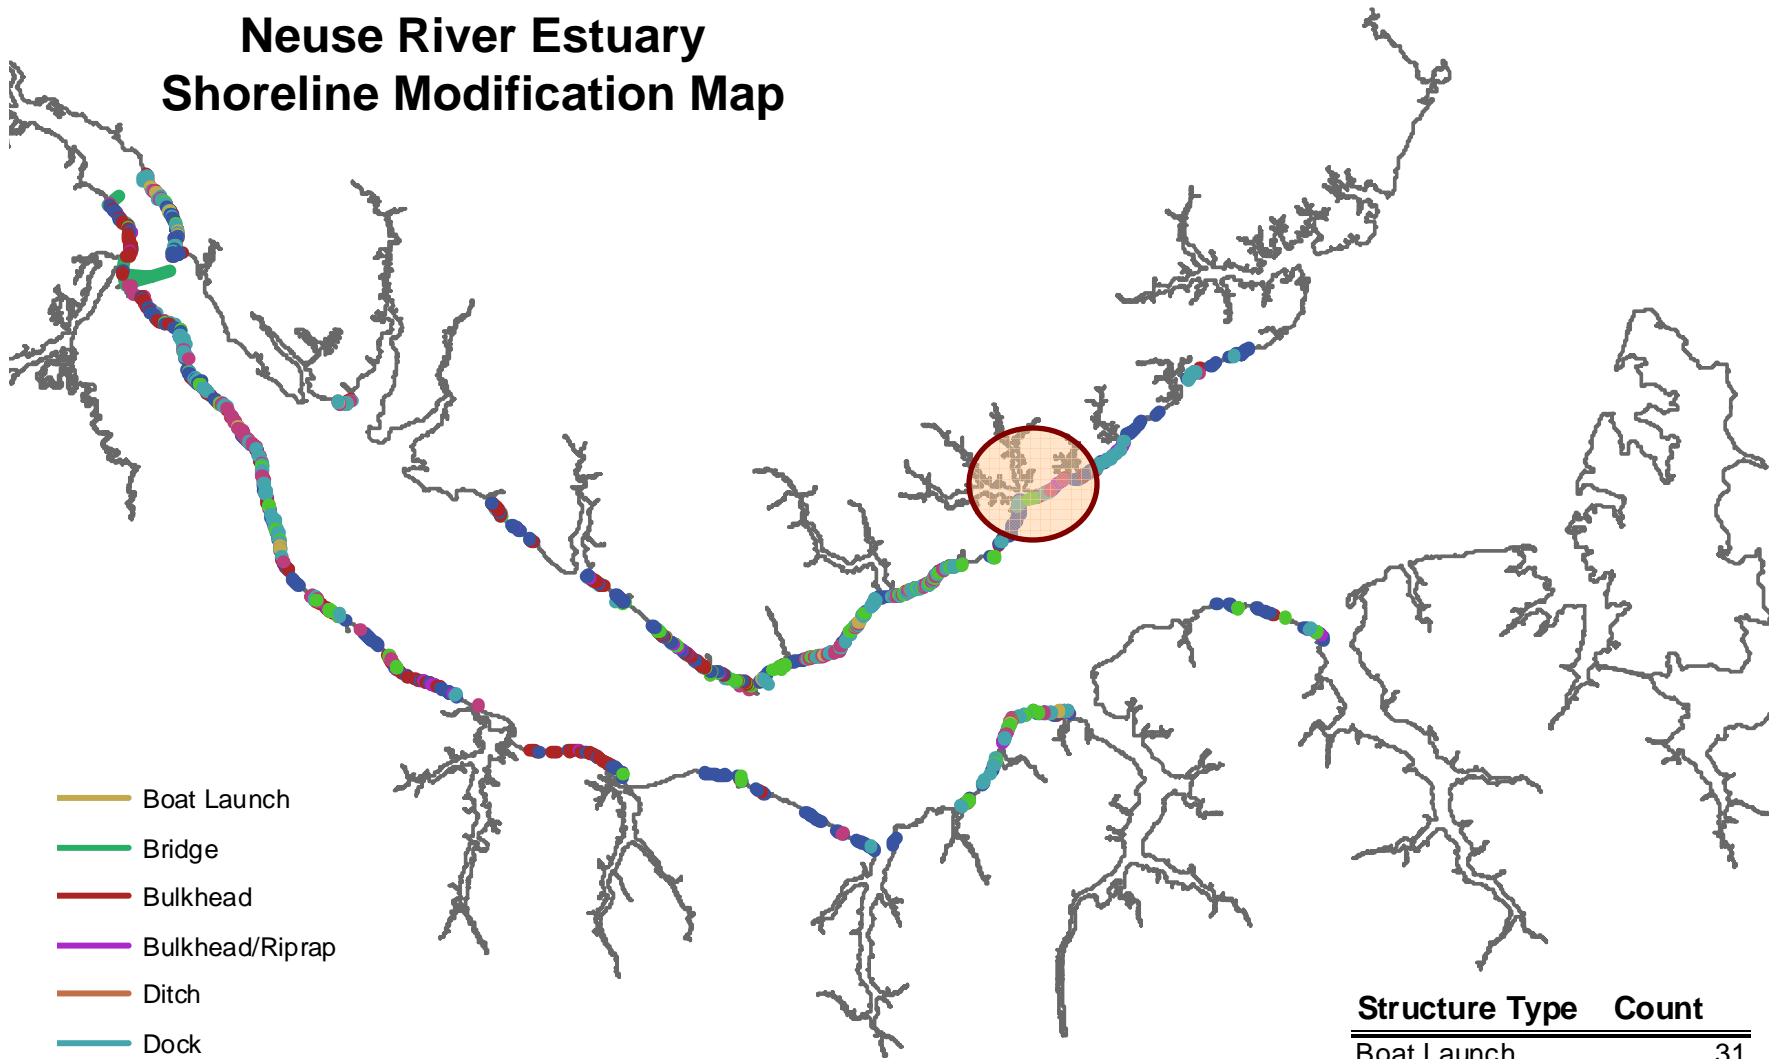 Neuse River Estuary
Shoreline Modification Map
Boat Launch
Bridge
Bulkhead
Bulkhead/Riprap
Ditch
Dock
Structure Type Count
Boat Launch 31